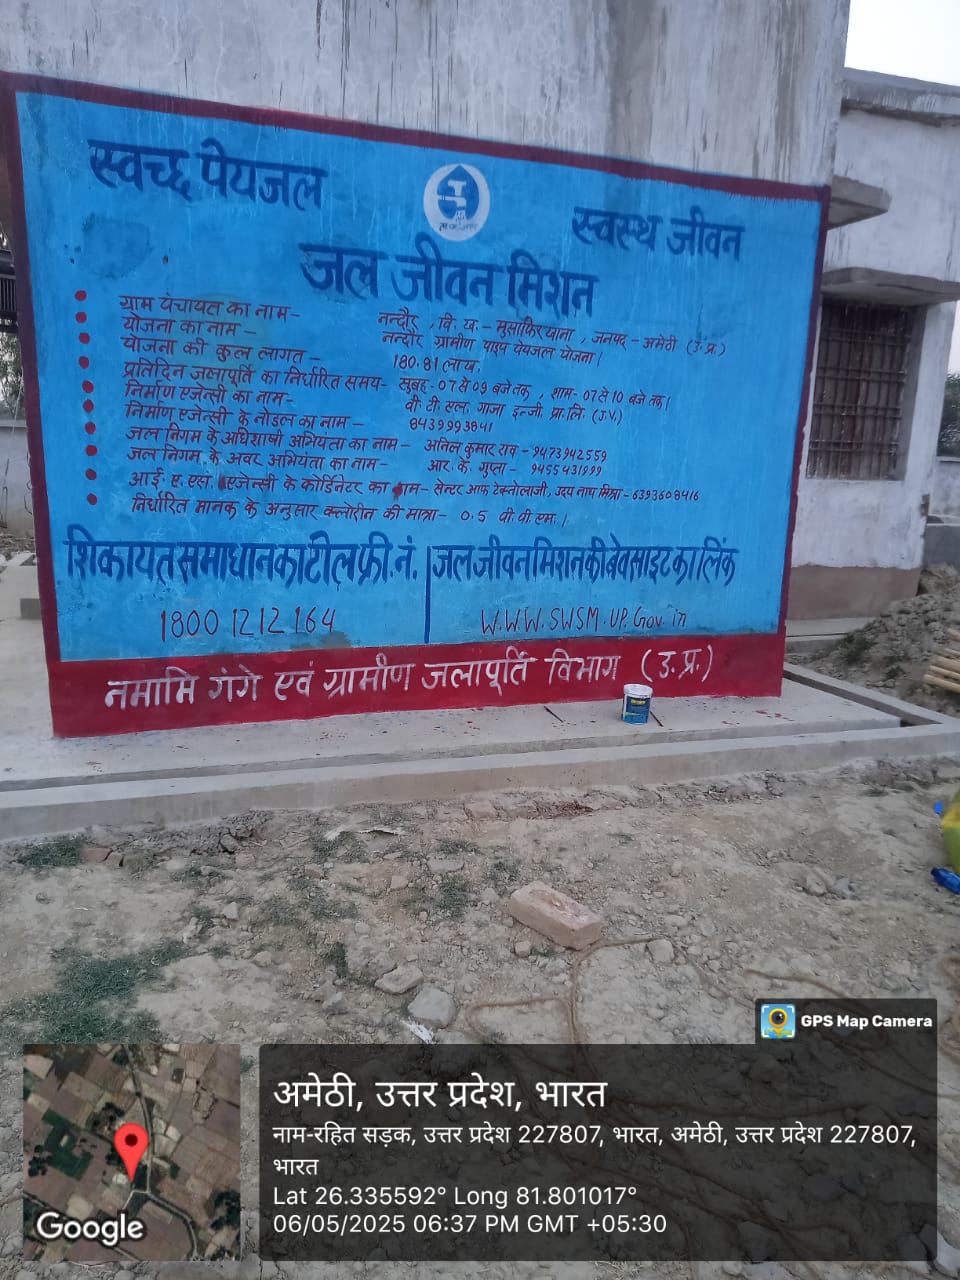 स्वच्छ पेयजल
स्वस्थ जीवन
जल जीवन मिशन
ग्राम पंचायत का नाम- नन्दौर, वि. ख. - मुसाफिरखाना, जनपद - अमेठी (उ. प्र.)
योजना का नाम - नन्दौर ग्रामीण पाइप पेयजल योजना।
योजना की कुल लागत - 180.81 लाख.
प्रतिदिन जलापूर्ति का निर्धारित समय- सुबह - 07 से 09 बजे तक, शाम- 07 से 10 बजे तक।
निर्माण एजेन्सी का नाम- वी. टी. एल. गाजा इन्जी. प्रा. लि. (J.V.)
निर्माण एजेन्सी के नोडल का नाम - 8439993841
जल निगम के अधिशाषी अभियंता का नाम - अनिल कुमार राव - 9473942559
जल निगम के अवर अभियंता का नाम- आर. के. गुप्ता - 9455431999
आई. ए. एस. एजेन्सी के कोर्डिनेटर का नाम- सेन्टर आफ टेक्नोलाजी, उदय नाथ मिश्रा - 6393608416
निर्धारित मानक के अनुसार क्लोरीन की मात्रा- 0.5 पी. पी. एम.।
शिकायत समाधान का टोल फ्री. नं.
1800 12 12 164
जल जीवन मिशन की वेबसाइट का लिंक
W.W.W. SWSM. UP. Gov. in
नमामि गंगे एवं ग्रामीण जलापूर्ति विभाग (उ. प्र.)
GPS Map Camera
अमेठी, उत्तर प्रदेश, भारत
नाम-रहित सड़क, उत्तर प्रदेश 227807, भारत, अमेठी, उत्तर प्रदेश 227807,
भारत
Lat 26.335592° Long 81.801017°
06/05/2025 06:37 PM GMT +05:30
Google